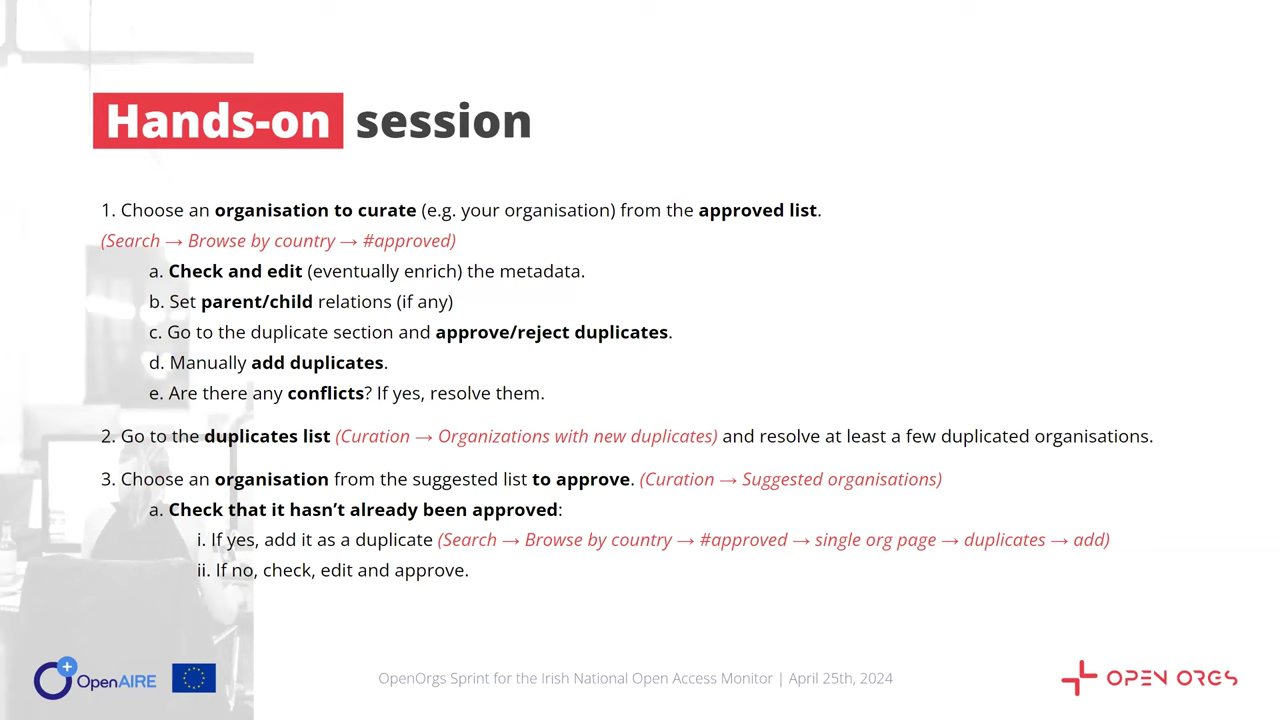 Hands-on session
1. Choose an organisation to curate (e.g. your organisation) from the approved list.
(Search → Browse by country → #approved)
a. Check and edit (eventually enrich) the metadata.
b. Set parent/child relations (if any)
c. Go to the duplicate section and approve/reject duplicates.
d. Manually add duplicates.
e. Are there any conflicts? If yes, resolve them.
2. Go to the duplicates list (Curation → Organizations with new duplicates) and resolve at least a few duplicated organisations.
3. Choose an organisation from the suggested list to approve. (Curation → Suggested organisations)
a. Check that it hasn’t already been approved:
i. If yes, add it as a duplicate (Search → Browse by country → #approved → single org page → duplicates → add)
ii. If no, check, edit and approve.
OpenAIRE
OpenOrgs Sprint for the Irish National Open Access Monitor | April 25th, 2024
OPEN ORGS